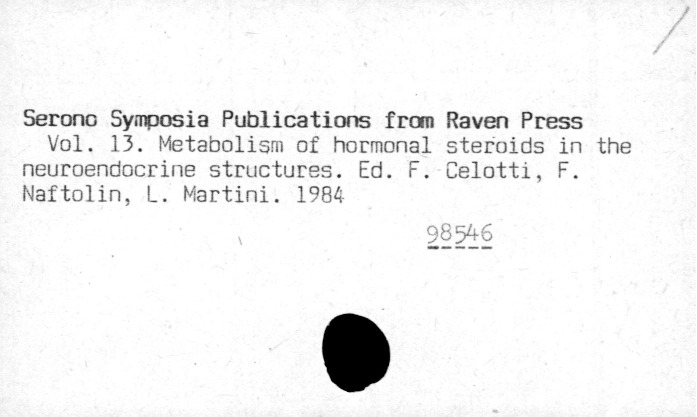 Serono Symposia Publications from Raven Press
Vol. 13. Metabolism of hormonal steroids in the
neuroendocrine structures. Ed. F. Celotti, F.
Naftolin, L. Martini. 1984
98546